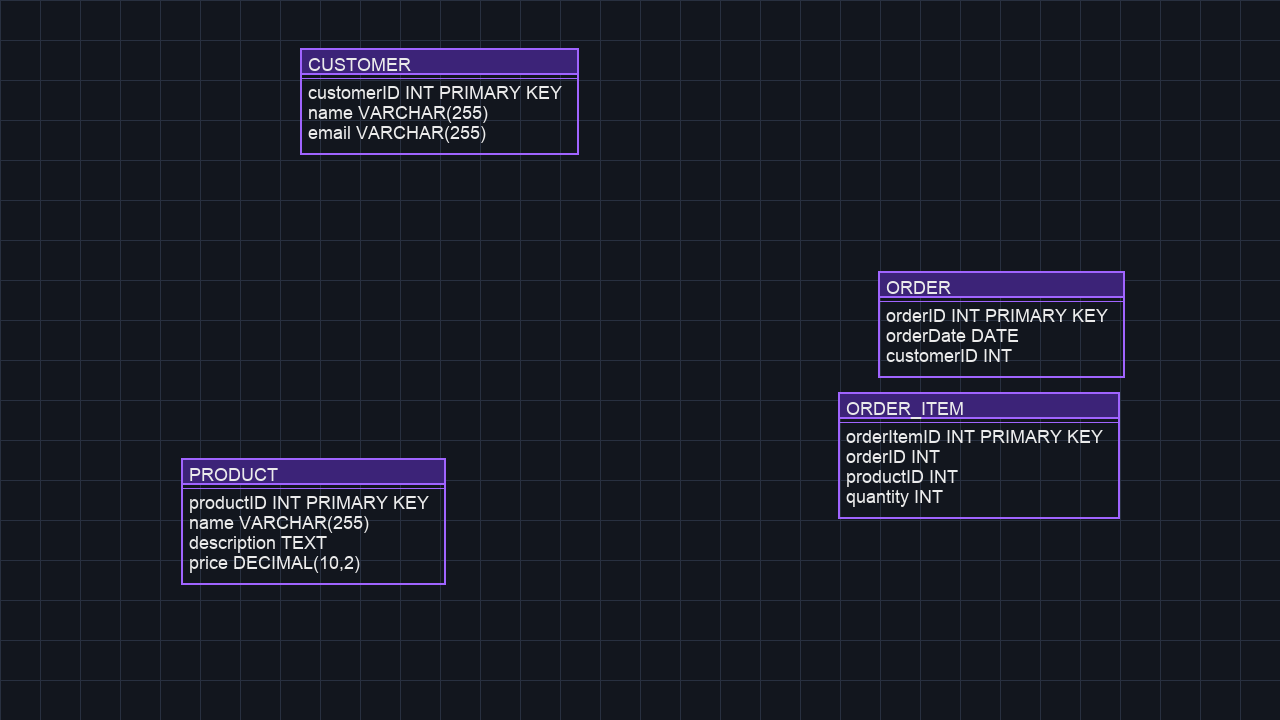 CUSTOMER
customerID INT PRIMARY KEY
name VARCHAR(255)
email VARCHAR(255)
ORDER
orderID INT PRIMARY KEY
orderDate DATE
customerID INT
ORDER_ITEM
orderItemID INT PRIMARY KEY
orderID INT
productID INT
quantity INT
PRODUCT
productID INT PRIMARY KEY
name VARCHAR(255)
description TEXT
price DECIMAL(10,2)